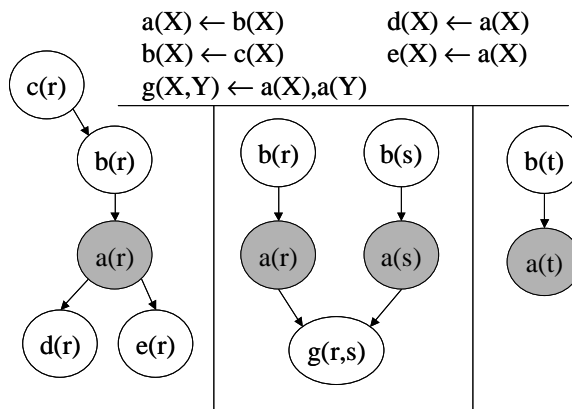 a(X) ← b(X) d(X) ← a(X)
b(X) ← c(X) e(X) ← a(X)
g(X,Y) ← a(X),a(Y)
c(r)
b(r) b(r) b(s) b(t)
a(r) a(r) a(s) a(t)
d(r) e(r) g(r,s)